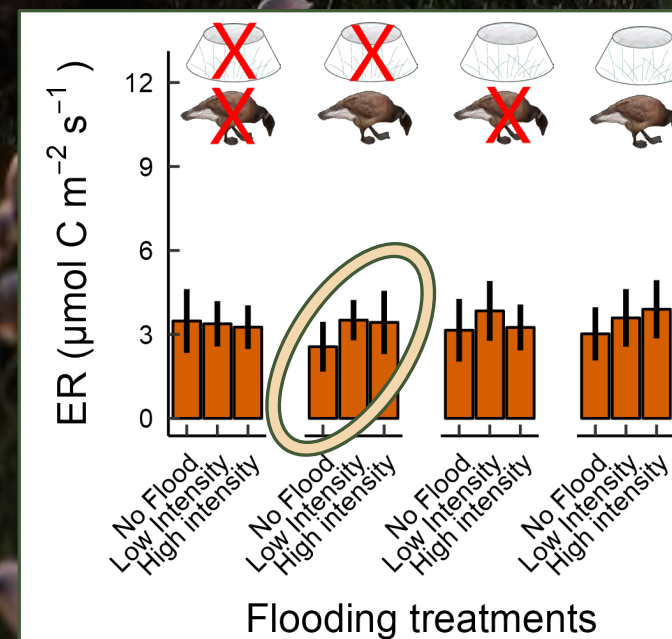 ER (μmol C m⁻² s⁻¹ )
12
9
6
3
0
No Flood
Low Intensity
High intensity
No Flood
Low Intensity
High intensity
No Flood
Low Intensity
High intensity
No Flood
Low Intensity
High intensity
Flooding treatments